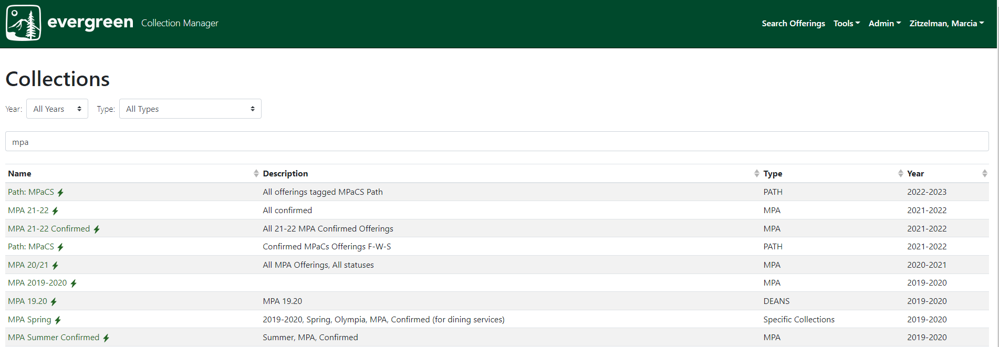 evergreen Collection Manager Search Offerings Tools Admin Zitzelman, Marcia
Collections
Year: All Years Type: All Types
mpa
Name Description Type Year
Path: MPaCS All offerings tagged MPaCS Path PATH 2022-2023
MPA 21-22 All confirmed MPA 2021-2022
MPA 21-22 Confirmed All 21-22 MPA Confirmed Offerings MPA 2021-2022
Path: MPaCS Confirmed MPaCs Offerings F-W-S PATH 2021-2022
MPA 20/21 All MPA Offerings, All statuses MPA 2020-2021
MPA 2019-2020 MPA 2019-2020
MPA 19.20 MPA 19.20 DEANS 2019-2020
MPA Spring 2019-2020, Spring, Olympia, MPA, Confirmed (for dining services) Specific Collections 2019-2020
MPA Summer Confirmed Summer, MPA, Confirmed MPA 2019-2020